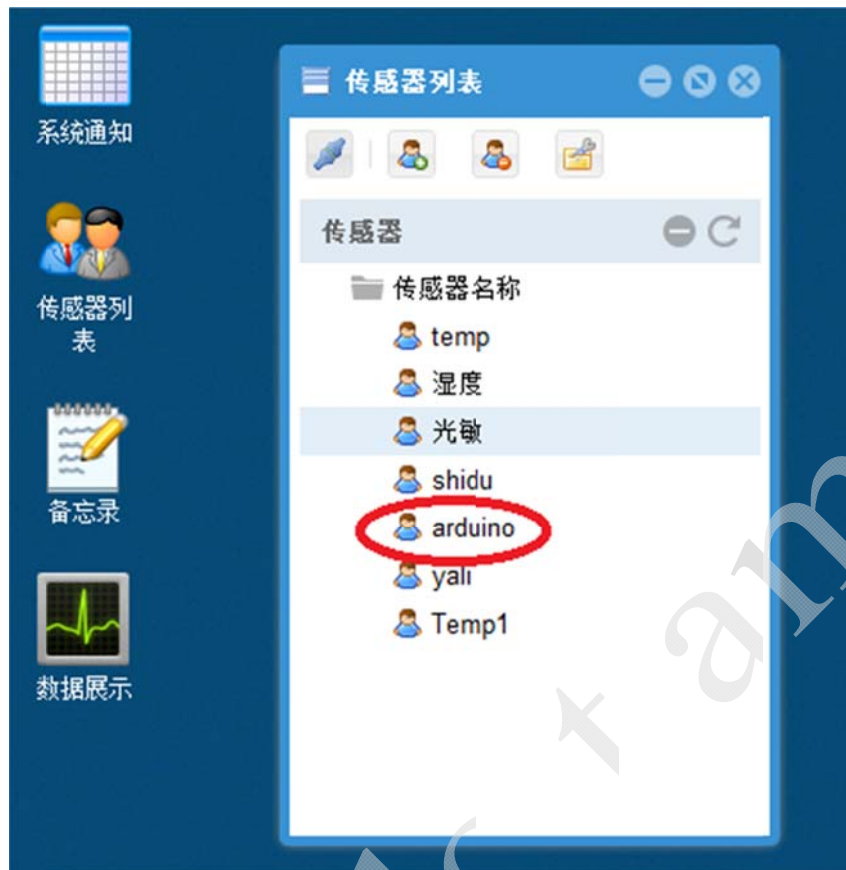 系统通知
传感器列
表
备忘录
数据展示
传感器列表
传感器
传感器名称
temp
湿度
光敏
shidu
arduino
yali
Temp1